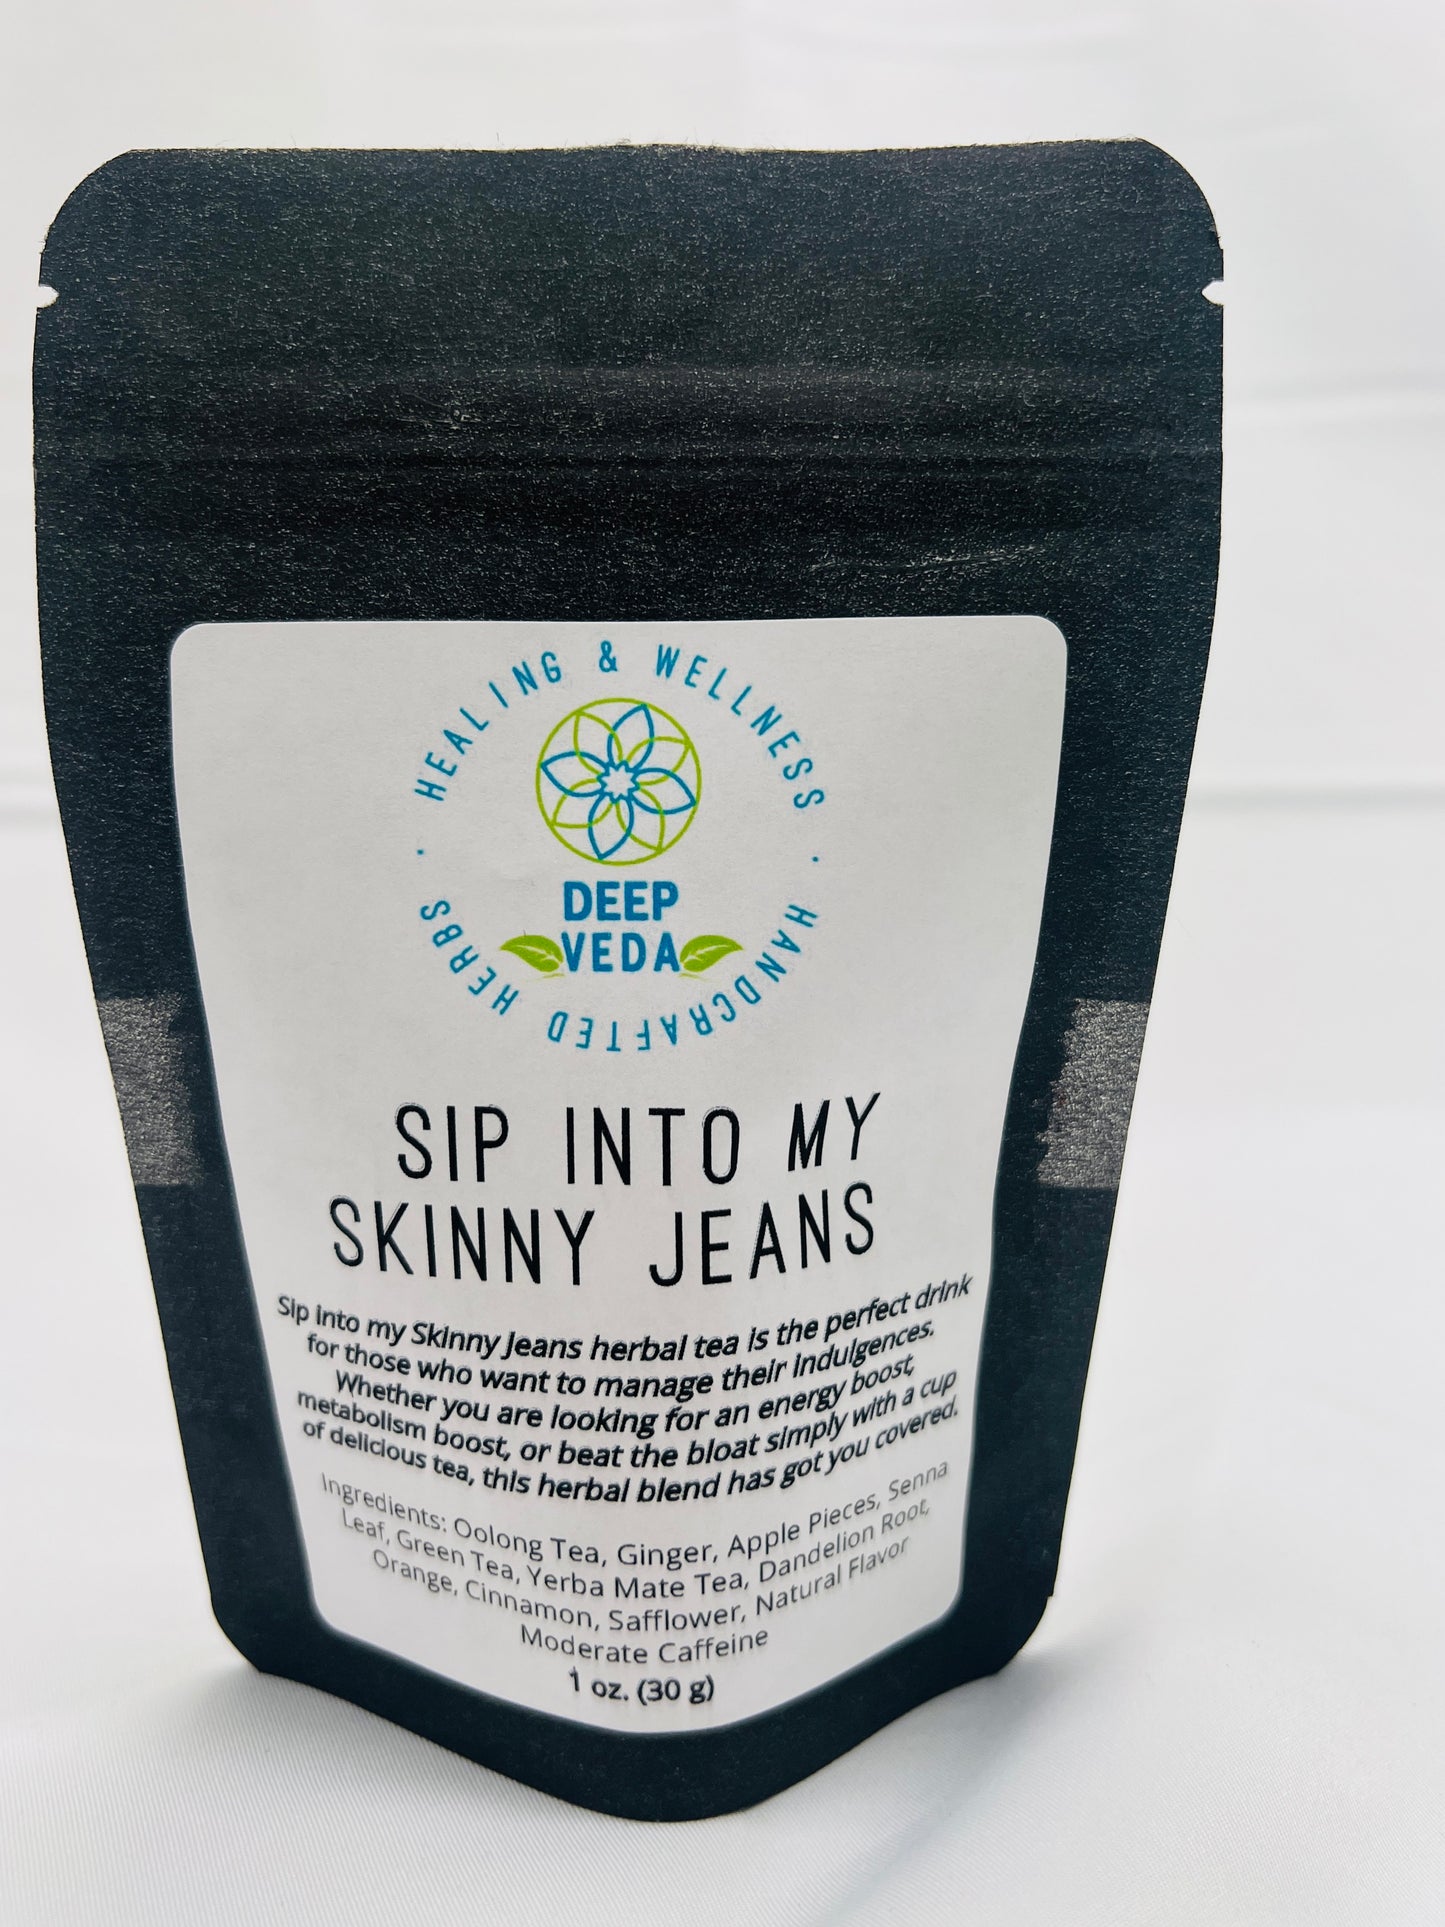 HEALING & WELLNESS · HANDCRAFTED HERBS ·
DEEP
VEDA
SIP INTO MY
SKINNY JEANS
Sip into my Skinny Jeans herbal tea is the perfect drink
for those who want to manage their indulgences.
Whether you are looking for an energy boost,
metabolism boost, or beat the bloat simply with a cup
of delicious tea, this herbal blend has got you covered.
Ingredients: Oolong Tea, Ginger, Apple Pieces, Senna
Leaf, Green Tea, Yerba Mate Tea, Dandelion Root,
Orange, Cinnamon, Safflower, Natural Flavor
Moderate Caffeine
1 oz. (30 g)